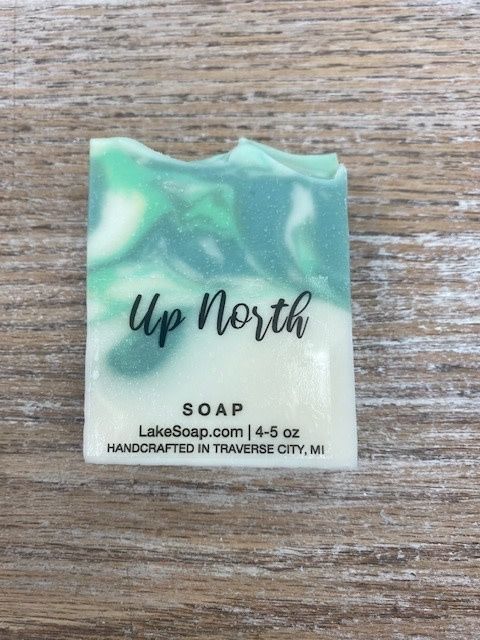 Up North
SOAP
LakeSoap.com | 4-5 oz
HANDCRAFTED IN TRAVERSE CITY, MI